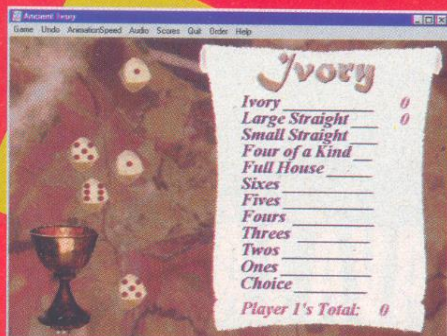 Ancient Ivory
Game Undo AnimationSpeed Audio Scores Quit Order Help
Ivory
Ivory 0
Large Straight 0
Small Straight
Four of a Kind
Full House
Sixes
Fives
Fours
Threes
Twos
Ones
Choice
Player 1's Total: 0